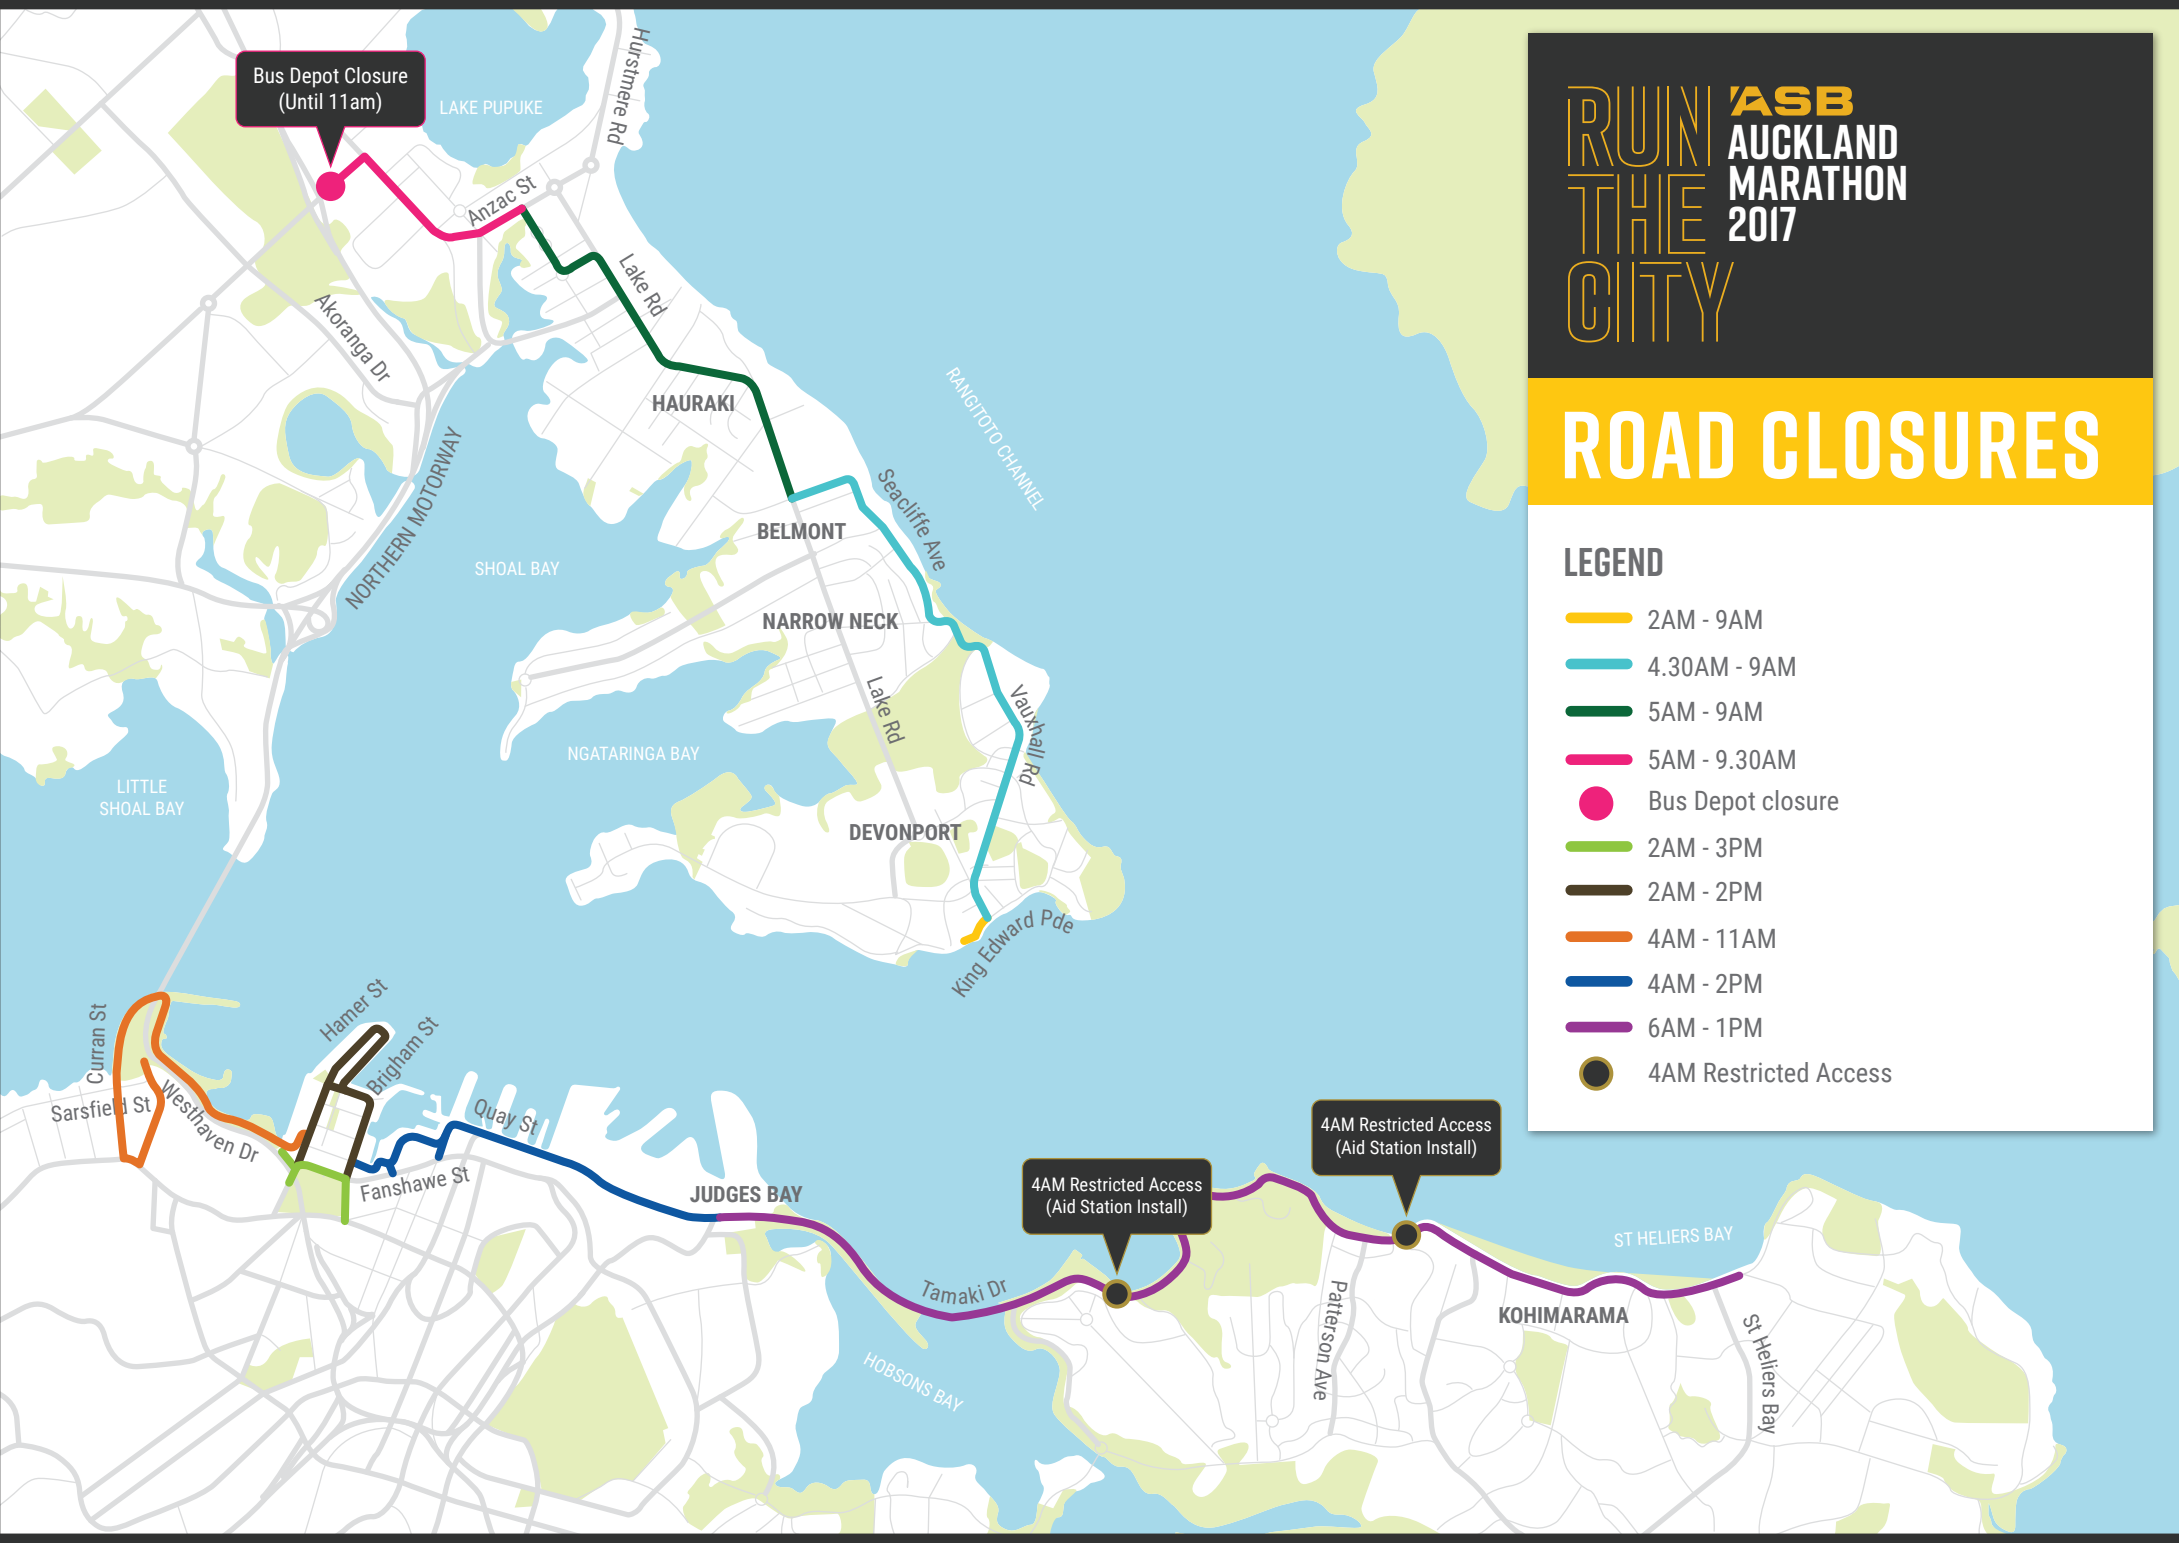 Bus Depot Closure
(Until 11am)
LAKE PUPUKE
Hurstmere Rd
Anzac St
Lake Rd
Akoranga Dr
HAURAKI
RANGITOTO CHANNEL
NORTHERN MOTORWAY
Seacliffe Ave
BELMONT
SHOAL BAY
NARROW NECK
Lake Rd
Vauxhall Rd
NGATARINGA BAY
LITTLE
SHOAL BAY
DEVONPORT
King Edward Pde
Hamer St
Curran St
Brigham St
Sarsfield St
Westhaven Dr
Quay St
Fanshawe St
JUDGES BAY
4AM Restricted Access
(Aid Station Install)
4AM Restricted Access
(Aid Station Install)
ST HELIERS BAY
Tamaki Dr
Patterson Ave
KOHIMARAMA
St Heliers Bay
HOBSONS BAY
RUN
THE
CITY
ASB
AUCKLAND
MARATHON
2017
ROAD CLOSURES
LEGEND
2AM - 9AM
4.30AM - 9AM
5AM - 9AM
5AM - 9.30AM
Bus Depot closure
2AM - 3PM
2AM - 2PM
4AM - 11AM
4AM - 2PM
6AM - 1PM
4AM Restricted Access